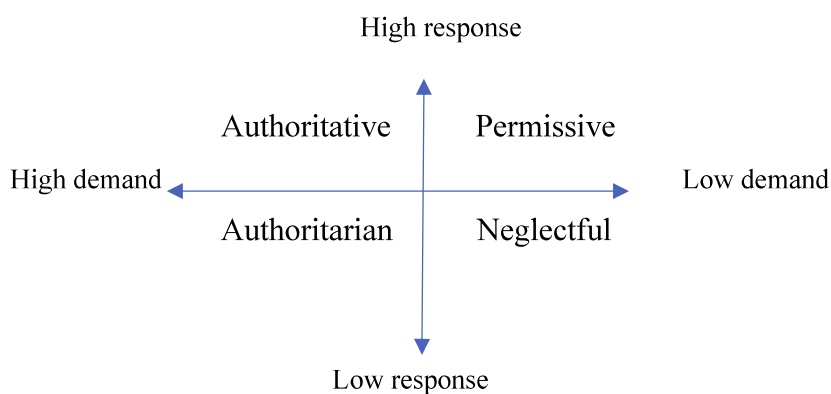 High response
Authoritative Permissive
High demand Low demand
Authoritarian Neglectful
Low response